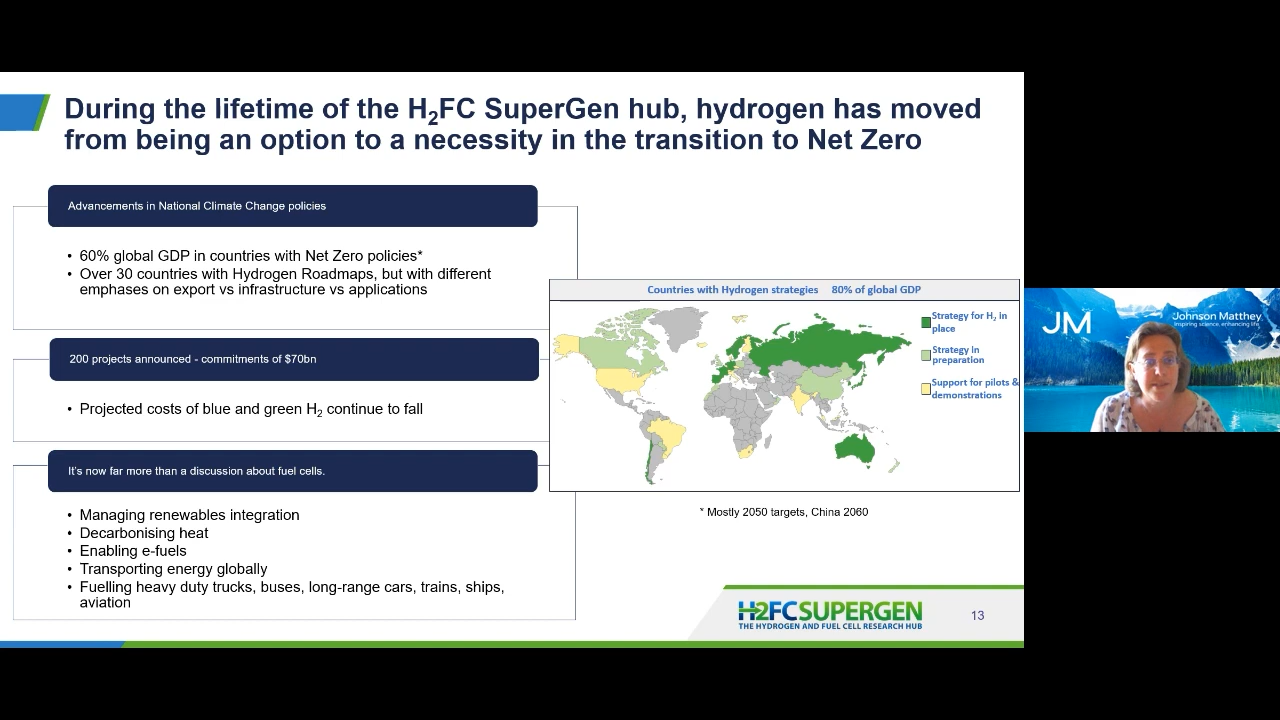 During the lifetime of the H₂FC SuperGen hub, hydrogen has moved
from being an option to a necessity in the transition to Net Zero
Advancements in National Climate Change policies
• 60% global GDP in countries with Net Zero policies*
• Over 30 countries with Hydrogen Roadmaps, but with different
emphases on export vs infrastructure vs applications
200 projects announced - commitments of $70bn
• Projected costs of blue and green H₂ continue to fall
It's now far more than a discussion about fuel cells.
• Managing renewables integration
• Decarbonising heat
• Enabling e-fuels
• Transporting energy globally
• Fuelling heavy duty trucks, buses, long-range cars, trains, ships,
aviation
Countries with Hydrogen strategies 80% of global GDP
Strategy for H₂ in
place
Strategy in
preparation
Support for pilots &
demonstrations
* Mostly 2050 targets, China 2060
H2FCSUPERGEN
THE HYDROGEN AND FUEL CELL RESEARCH HUB
13
JM
Johnson Matthey
Inspiring science, enhancing life